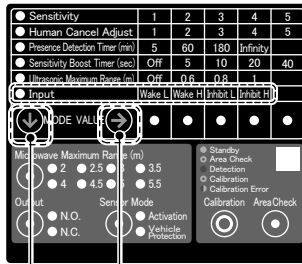 Sensitivity 1 2 3 4 5
Human Cancel Adjust 1 2 3 4 5
Presence Detection Timer (min) 5 60 180 Infinity
Sensitivity Boost Timer (sec) Off 5 10 20 40
Ultrasonic Maximum Range (m) Off 0.6 0.8 1
Input Wake L Wake H Inhibit L Inhibit H
MODE VALUE
Microwave Maximum Range (m)
2 2.5 3 3.5
4 4.5 5 5.5
Output Sensor Mode
N.O. Activation
N.C. Vehicle Protection
Standby
Area Check
Detection
Calibration
Calibration Error
Calibration Area Check